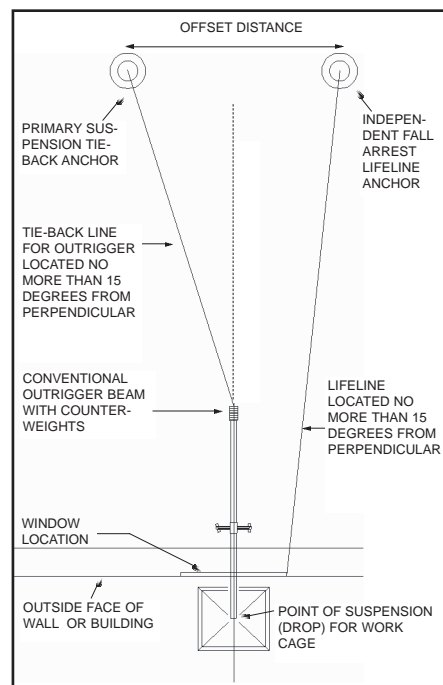 OFFSET DISTANCE
PRIMARY SUS-
PENSION TIE-
BACK ANCHOR
INDEPEN-
DENT FALL
ARREST
LIFELINE
ANCHOR
TIE-BACK LINE
FOR OUTRIGGER
LOCATED NO
MORE THAN 15
DEGREES FROM
PERPENDICULAR
CONVENTIONAL
OUTRIGGER BEAM
WITH COUNTER-
WEIGHTS
LIFELINE
LOCATED NO
MORE THAN 15
DEGREES FROM
PERPENDICULAR
WINDOW
LOCATION
OUTSIDE FACE OF
WALL OR BUILDING
POINT OF SUSPENSION
(DROP) FOR WORK
CAGE